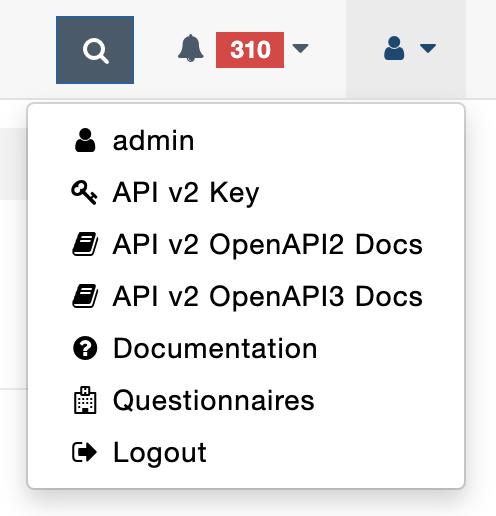 310
admin
API v2 Key
API v2 OpenAPI2 Docs
API v2 OpenAPI3 Docs
Documentation
Questionnaires
Logout